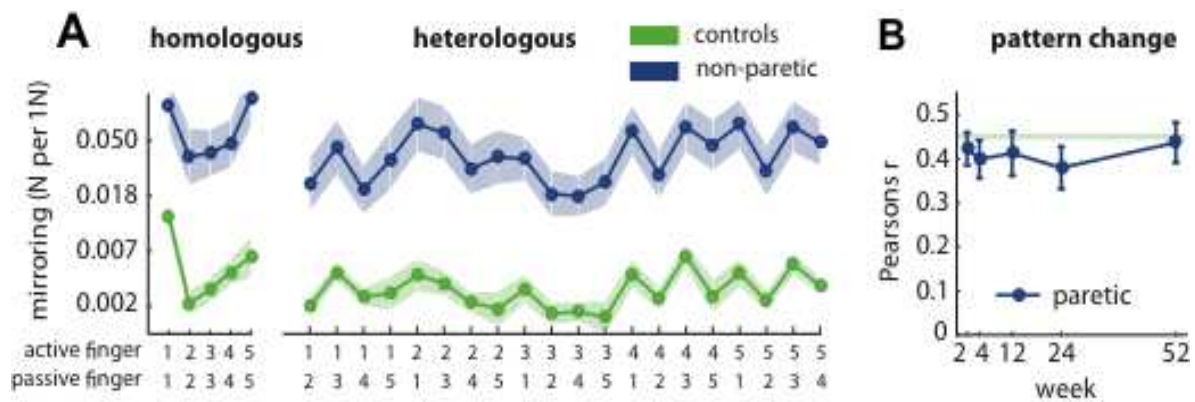 A
homologous
heterologous
controls
non-paretic
mirroring (N per 1N)
0.050
0.018
0.007
0.002
active finger 1 2 3 4 5 1 1 1 1 2 2 2 2 3 3 3 3 4 4 4 4 5 5 5 5
passive finger 1 2 3 4 5 2 3 4 5 1 3 4 5 1 2 4 5 1 2 3 5 1 2 3 4
B
pattern change
Pearsons r
0.5
0.4
0.3
0.2
0.1
0
paretic
2 4 12 24 52
week